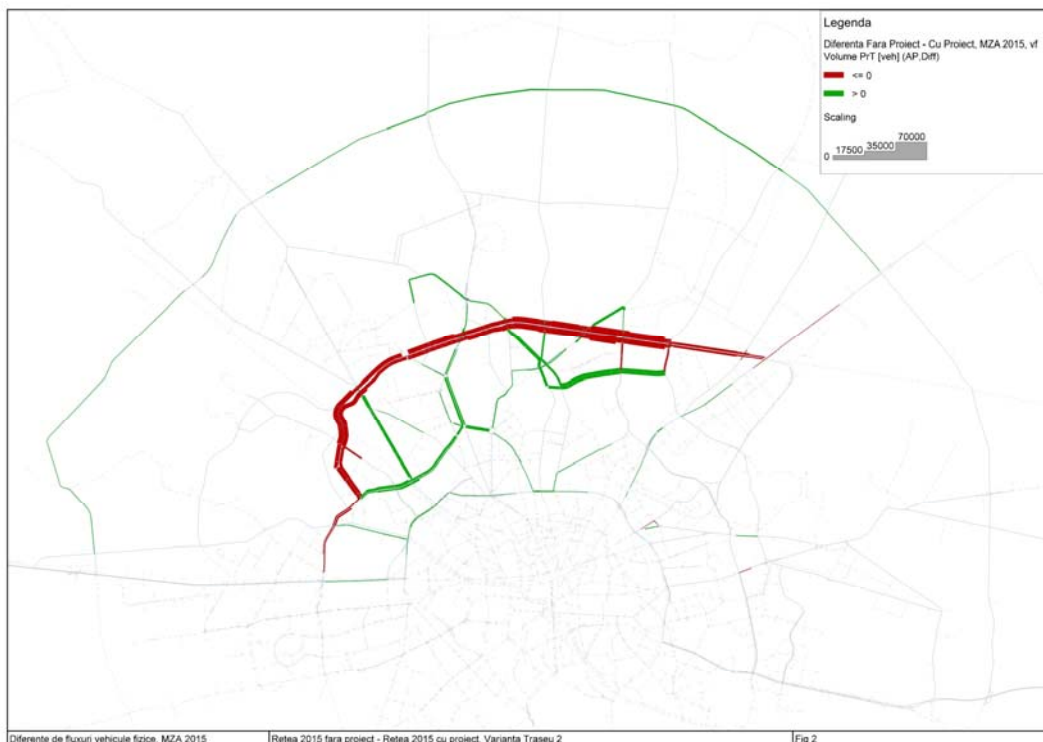 Legenda
Diferenta Fara Proiect - Cu Proiect, MZA 2015, vf
Volume PrT [veh] (AP,Diff)
<= 0
> 0
Scaling
0 17500 35000 70000
Diferente de fluxuri vehicule fizice, MZA 2015
Retea 2015 fara proiect - Retea 2015 cu proiect, Varianta Traseu 2
Fig 2